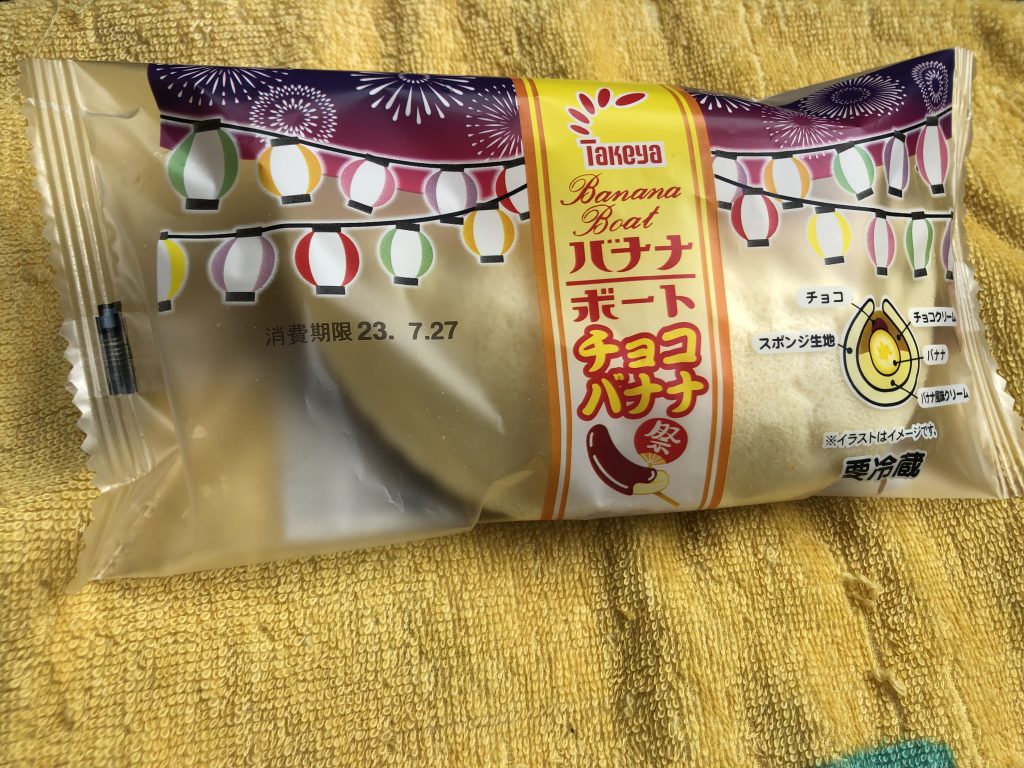 Takeya
Banana
Boat
バナナ
ボート
チョコ
バナナ
祭
消費期限 23. 7.27
チョコ
チョコクリーム
スポンジ生地
バナナ
バナナ風味クリーム
※イラストはイメージです。
要冷蔵